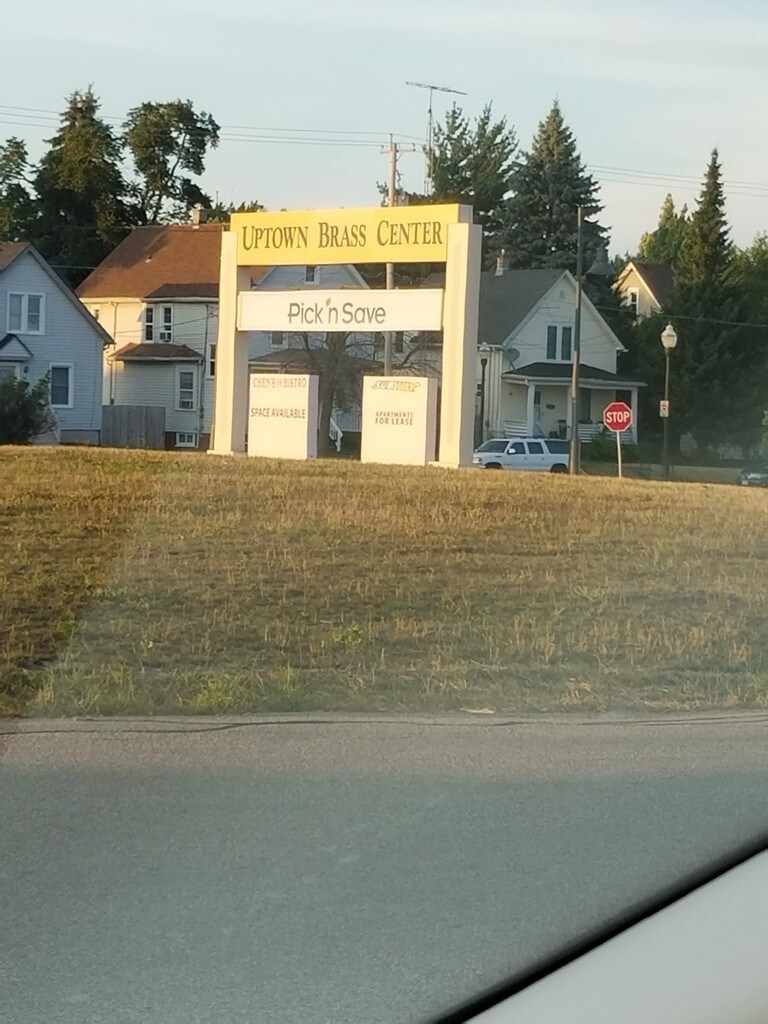 UPTOWN BRASS CENTER
Pick'n Save
CHEN'S BISTRO
SPACE AVAILABLE
APARTMENTS
FOR LEASE
STOP